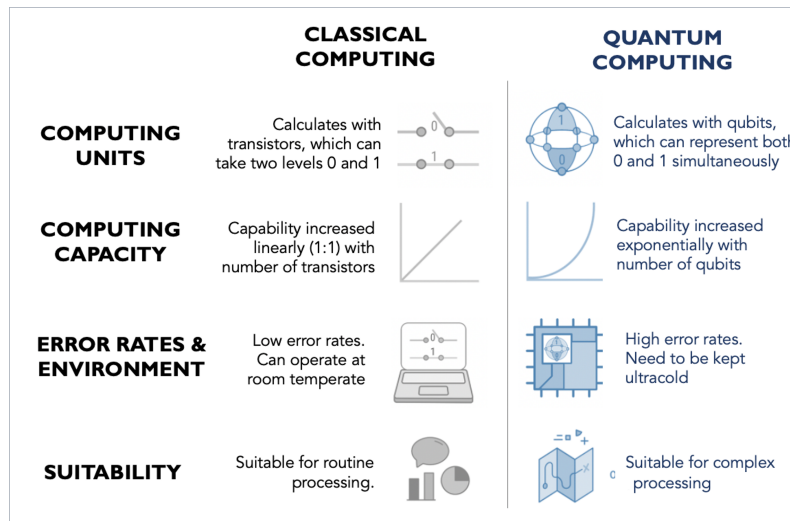 CLASSICAL
COMPUTING
QUANTUM
COMPUTING
COMPUTING
UNITS
Calculates with
transistors, which can
take two levels 0 and 1
0
1
1
0
Calculates with qubits,
which can represent both
0 and 1 simultaneously
COMPUTING
CAPACITY
Capability increased
linearly (1:1) with
number of transistors
Capability increased
exponentially with
number of qubits
ERROR RATES &
ENVIRONMENT
Low error rates.
Can operate at
room temperate
0
1
High error rates.
Need to be kept
ultracold
SUITABILITY
Suitable for routine
processing.
Suitable for complex
processing